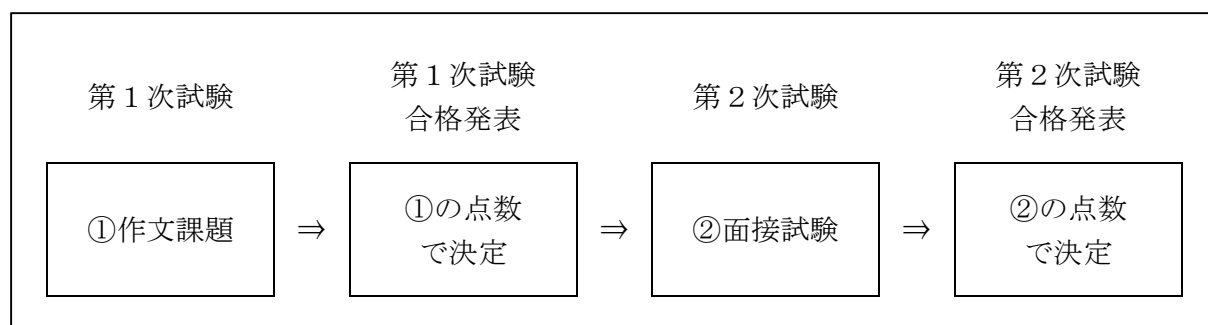 第１次試験
第１次試験
合格発表
第２次試験
第２次試験
合格発表
①作文課題
⇒
①の点数
で決定
⇒
②面接試験
⇒
②の点数
で決定